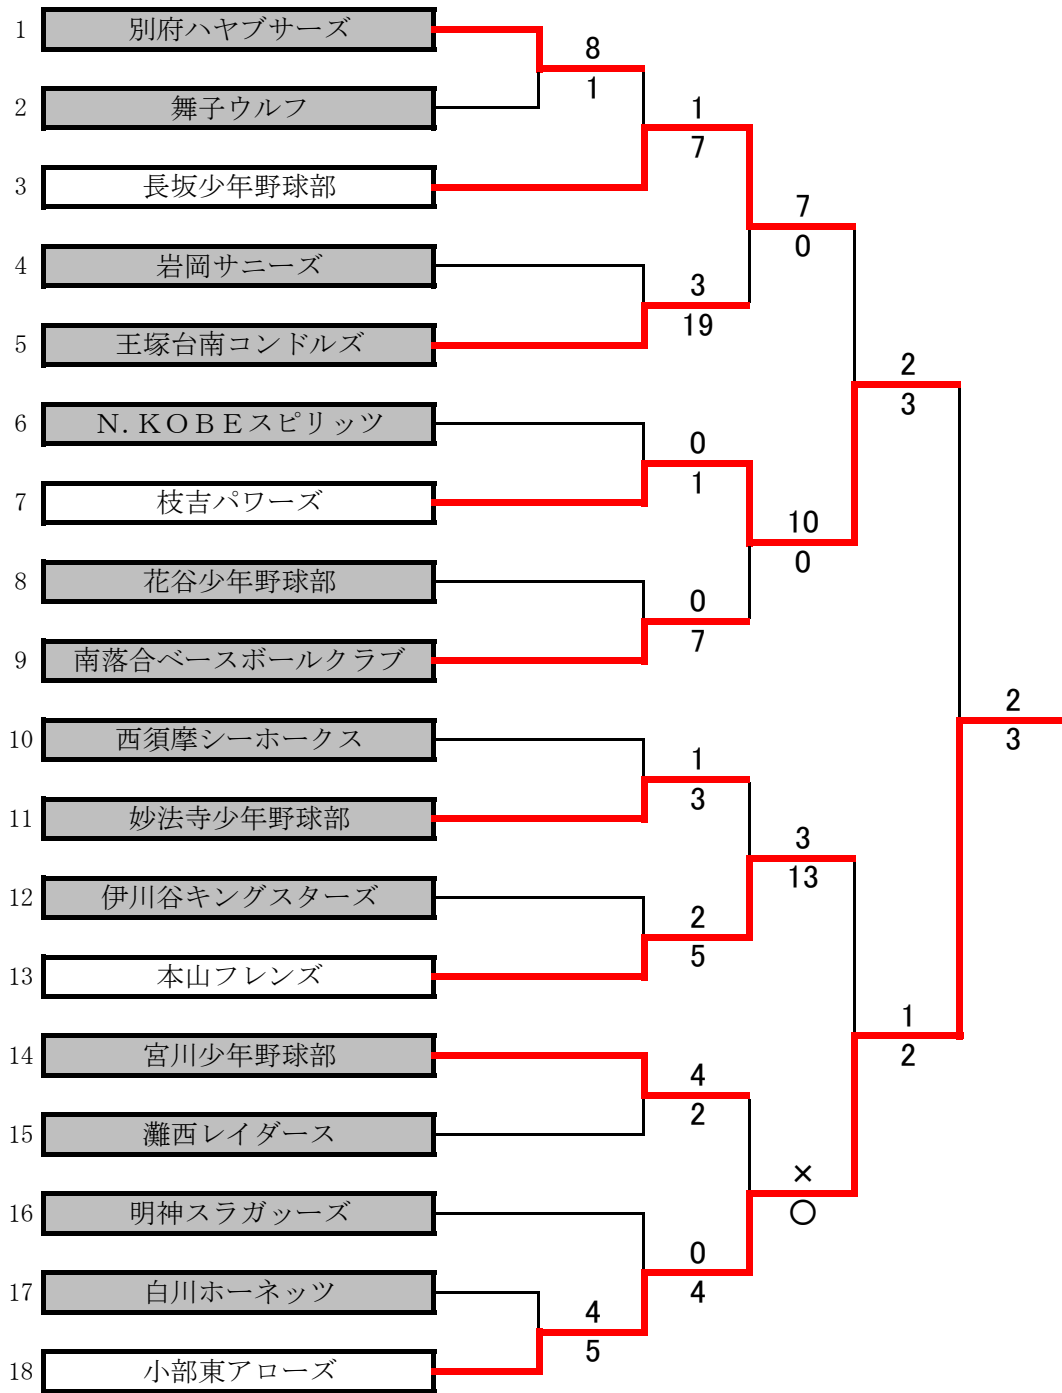 1 別府ハヤブサーズ
8
1
2 舞子ウルフ
1
7
3 長坂少年野球部
7
0
4 岩岡サニーズ
3
19
5 王塚台南コンドルズ
2
3
6 N.KOBEスピリッツ
0
1
7 枝吉パワーズ
10
0
8 花谷少年野球部
0
7
9 南落合ベースボールクラブ
2
3
10 西須摩シーホークス
1
3
11 妙法寺少年野球部
3
13
12 伊川谷キングスターズ
2
5
13 本山フレンズ
1
2
14 宮川少年野球部
4
2
15 灘西レイダース
×
○
16 明神スラガッーズ
0
4
17 白川ホーネッツ
4
5
18 小部東アローズ